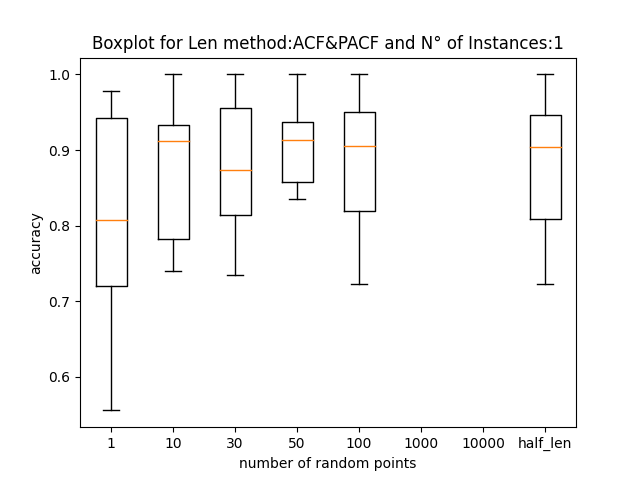 Boxplot for Len method:ACF&PACF and N° of Instances:1
1.0
0.9
0.8
0.7
0.6
accuracy
1 10 30 50 100 1000 10000 half_len
number of random points